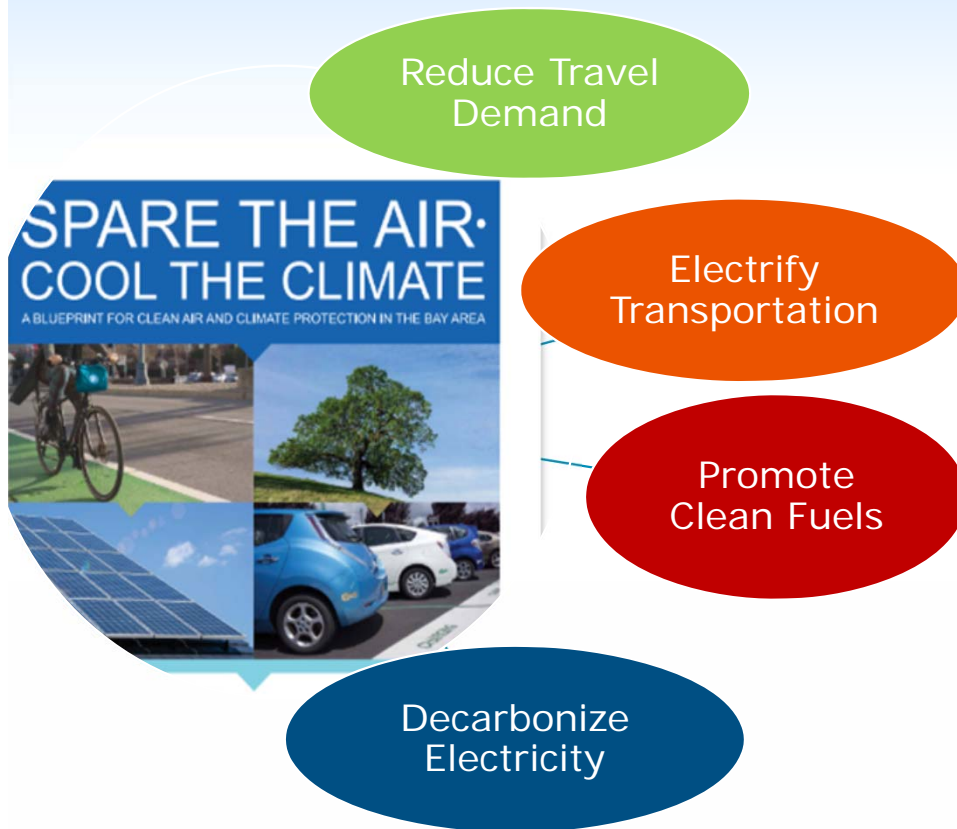 Reduce Travel
Demand
SPARE THE AIR·
COOL THE CLIMATE
A BLUEPRINT FOR CLEAN AIR AND CLIMATE PROTECTION IN THE BAY AREA
Electrify
Transportation
Promote
Clean Fuels
Decarbonize
Electricity